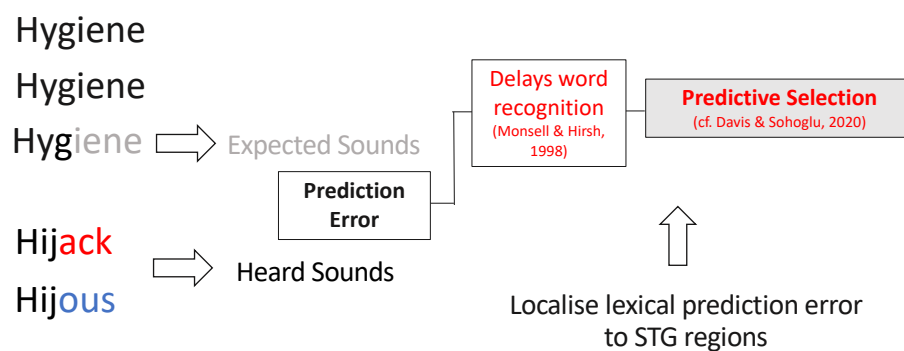 Hygiene
Hygiene
Hygiene
Expected Sounds
Prediction
Error
Hijack
Hijous
Heard Sounds
Delays word
recognition
(Monsell & Hirsh,
1998)
Predictive Selection
(cf. Davis & Sohoglu, 2020)
Localise lexical prediction error
to STG regions